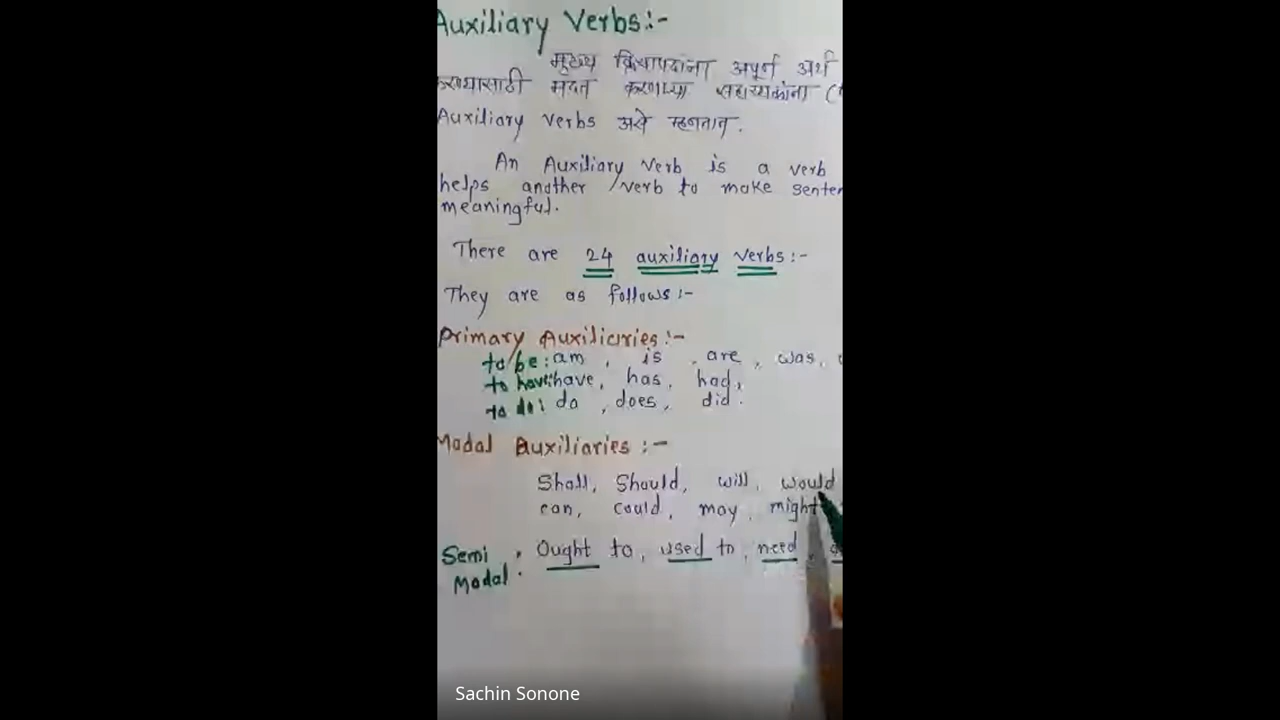 Auxiliary Verbs:-
मुख्य क्रियापदांना अपूर्ण अर्थ
करण्यासाठी मदत करणाऱ्या सहाय्यकांना
Auxiliary verbs असे म्हणतात.
An Auxiliary Verb is a verb
helps another verb to make senten
meaningful.
There are 24 auxiliary verbs:-
They are as follows:-
Primary Auxiliaries:-
to be: am, is, are, was,
to have: have, has, had,
to do: do, does, did.
Modal Auxiliaries:-
Shall, Should, will, would
can, could, may, might
Semi Modal: Ought to, used to, need,
Sachin Sonone